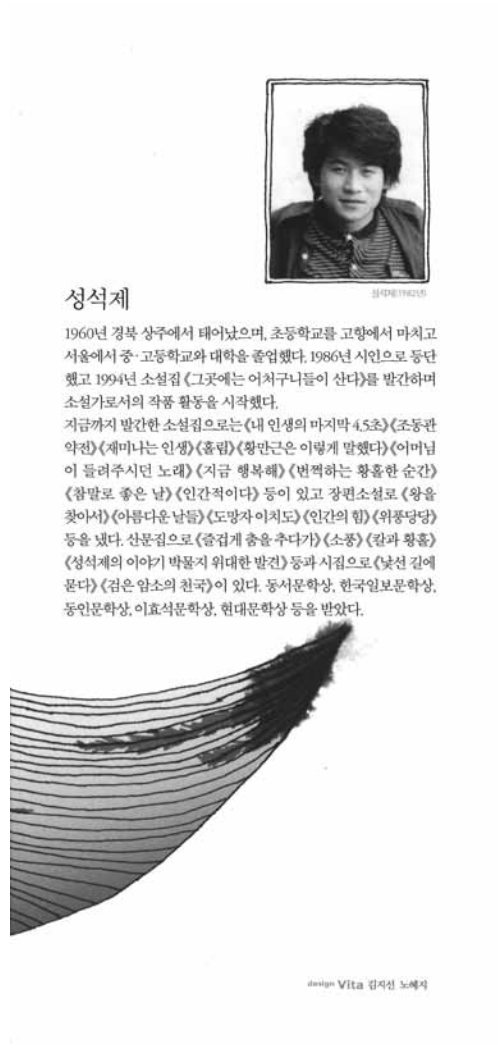 성석제(1982년)
성석제
1960년 경북 상주에서 태어났으며, 초등학교를 고향에서 마치고
서울에서 중·고등학교와 대학을 졸업했다. 1986년 시인으로 등단
했고 1994년 소설집 《그곳에는 어처구니들이 산다》를 발간하며
소설가로서의 작품 활동을 시작했다.
지금까지 발간한 소설집으로는 《내 인생의 마지막 4.5초》 《조동관
약전》 《재미나는 인생》 《홀림》 《황만근은 이렇게 말했다》 《어머님
이 들려주시던 노래》 《지금 행복해》 《번쩍하는 황홀한 순간》
《참말로 좋은 날》 《인간적이다》 등이 있고 장편소설로 《왕을
찾아서》 《아름다운 날들》 《도망자 이치도》 《인간의 힘》 《위풍당당》
등을 냈다. 산문집으로 《즐겁게 춤을 추다가》 《소풍》 《칼과 황홀》
《성석제의 이야기 박물지 위대한 발견》 등과 시집으로 《낯선 길에
묻다》 《검은 암소의 천국》이 있다. 동서문학상, 한국일보문학상,
동인문학상, 이효석문학상, 현대문학상 등을 받았다.
design Vita 김지선 노혜지